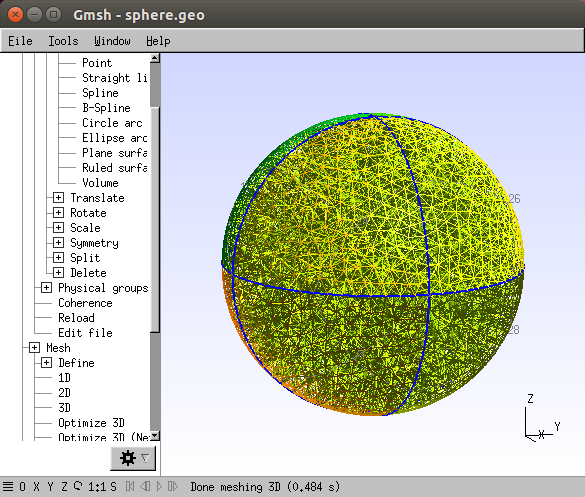 Gmsh - sphere.geo
File Tools Window Help
Point
Straight li
Spline
B-Spline
Circle arc
Ellipse arc
Plane surfa
Ruled surfa
Volume
Translate
Rotate
Scale
Symmetry
Split
Delete
Physical groups
Coherence
Reload
Edit file
Mesh
Define
1D
2D
3D
Optimize 3D
Optimize 3D (Ne
26
28
Z
Y
X
O X Y Z 1:1 S Done meshing 3D (0.484 s)